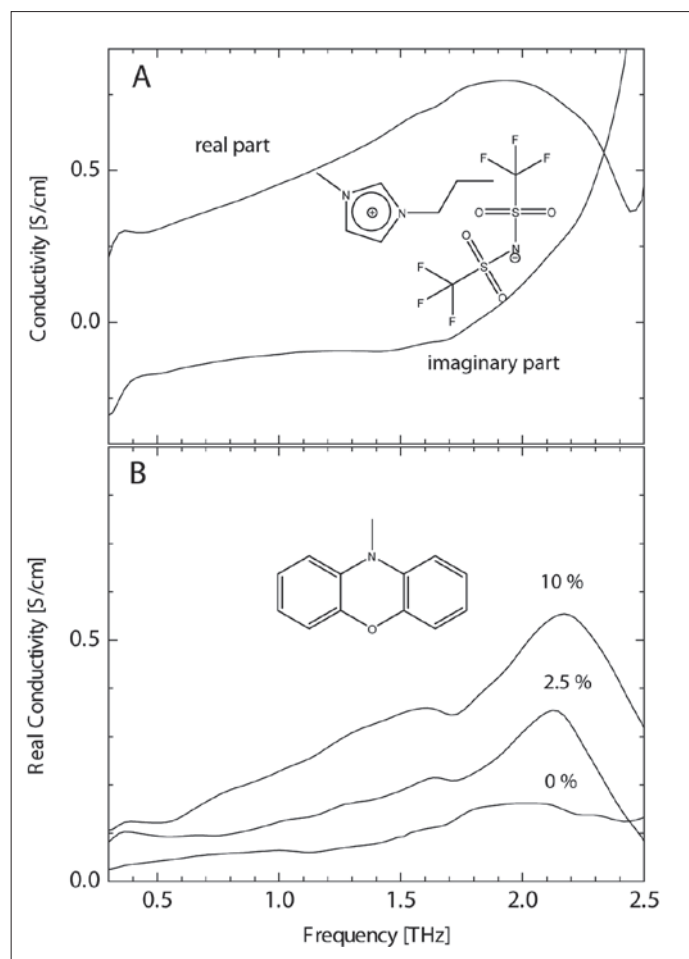 A
real part
imaginary part
Conductivity [S/cm]
0.5
0.0
N
N
⊕
F
F
F
O
S
O
N
⊖
O
S
O
F
F
F
B
10 %
2.5 %
0 %
N
O
Real Conductivity [S/cm]
0.5
0.0
0.5
1.0
1.5
2.0
2.5
Frequency [THz]